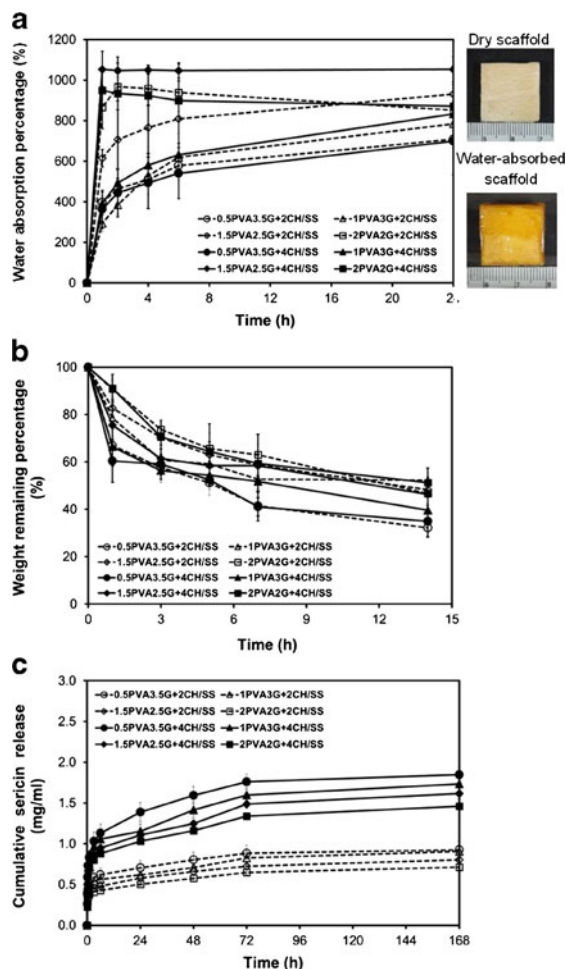 a
Water absorption percentage (%)
1200
1000
800
600
400
200
0
0.5PVA3.5G+2CH/SS
1PVA3G+2CH/SS
1.5PVA2.5G+2CH/SS
2PVA2G+2CH/SS
0.5PVA3.5G+4CH/SS
1PVA3G+4CH/SS
1.5PVA2.5G+4CH/SS
2PVA2G+4CH/SS
0 4 8 12 16 20 2
Time (h)
Dry scaffold
Water-absorbed
scaffold
b
Weight remaining percentage
(%)
100
80
60
40
20
0
0.5PVA3.5G+2CH/SS
1PVA3G+2CH/SS
1.5PVA2.5G+2CH/SS
2PVA2G+2CH/SS
0.5PVA3.5G+4CH/SS
1PVA3G+4CH/SS
1.5PVA2.5G+4CH/SS
2PVA2G+4CH/SS
0 3 6 9 12 15
Time (h)
c
Cumulative sericin release
(mg/ml)
3.0
2.5
2.0
1.5
1.0
0.5
0.0
0.5PVA3.5G+2CH/SS
1PVA3G+2CH/SS
1.5PVA2.5G+2CH/SS
2PVA2G+2CH/SS
0.5PVA3.5G+4CH/SS
1PVA3G+4CH/SS
1.5PVA2.5G+4CH/SS
2PVA2G+4CH/SS
0 24 48 72 96 120 144 168
Time (h)